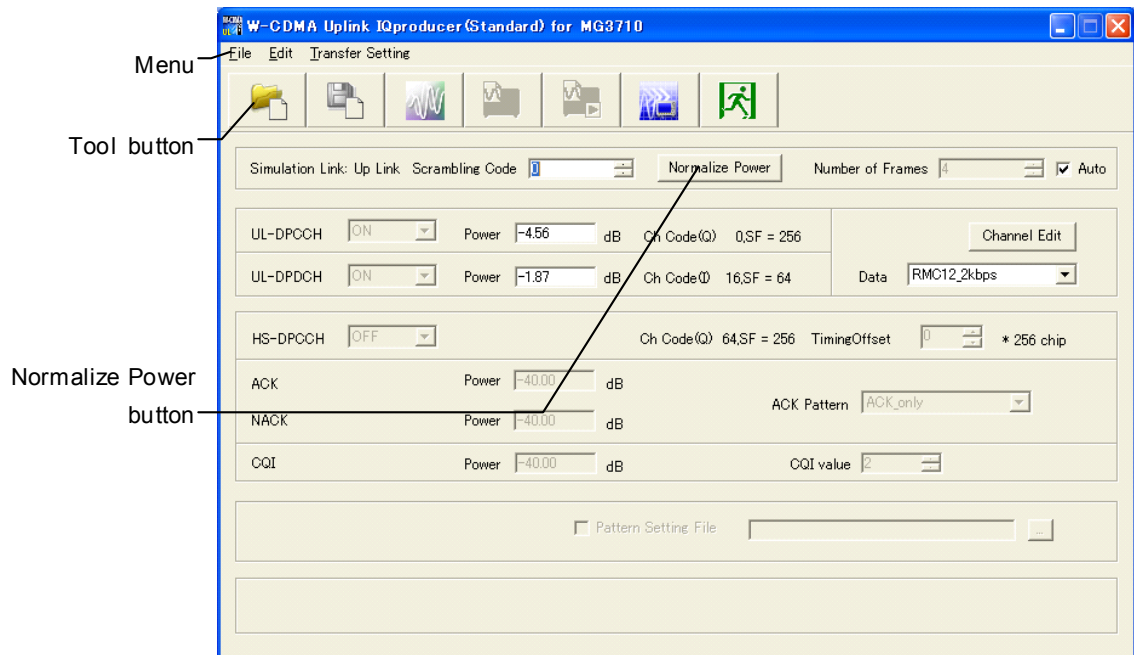 W-CDMA Uplink IQproducer(Standard) for MG3710
Menu
File Edit Transfer Setting
Tool button
Simulation Link: Up Link Scrambling Code 0 Normalize Power Number of Frames 4 Auto
UL-DPCCH ON Power -4.56 dB Ch Code(Q) 0,SF = 256 Channel Edit
UL-DPDCH ON Power -1.87 dB Ch Code(I) 16,SF = 64 Data RMC12_2kbps
HS-DPCCH OFF Ch Code(Q) 64,SF = 256 TimingOffset 0 * 256 chip
Normalize Power
button
ACK Power -40.00 dB
ACK Pattern ACK_only
NACK Power -40.00 dB
CQI Power -40.00 dB CQI value 2
Pattern Setting File ...